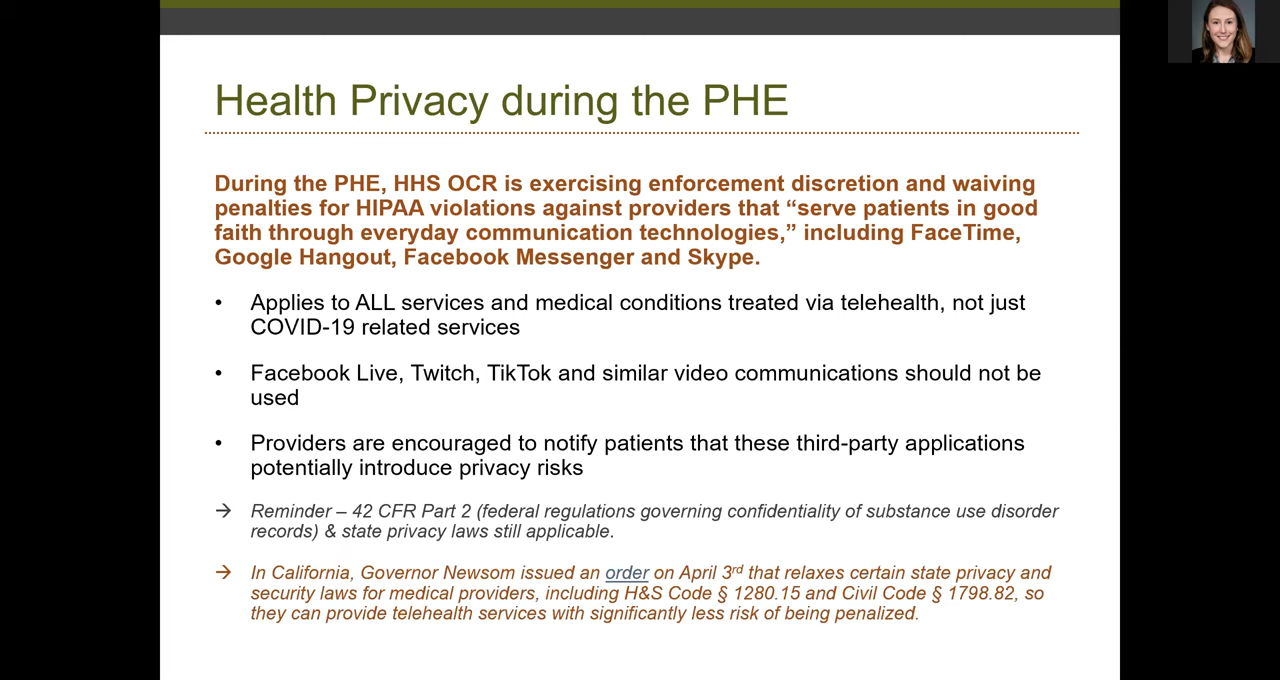 Health Privacy during the PHE
During the PHE, HHS OCR is exercising enforcement discretion and waiving
penalties for HIPAA violations against providers that “serve patients in good
faith through everyday communication technologies,” including FaceTime,
Google Hangout, Facebook Messenger and Skype.
• Applies to ALL services and medical conditions treated via telehealth, not just
COVID-19 related services
• Facebook Live, Twitch, TikTok and similar video communications should not be
used
• Providers are encouraged to notify patients that these third-party applications
potentially introduce privacy risks
→ Reminder – 42 CFR Part 2 (federal regulations governing confidentiality of substance use disorder
records) & state privacy laws still applicable.
→ In California, Governor Newsom issued an order on April 3rd that relaxes certain state privacy and
security laws for medical providers, including H&S Code § 1280.15 and Civil Code § 1798.82, so
they can provide telehealth services with significantly less risk of being penalized.